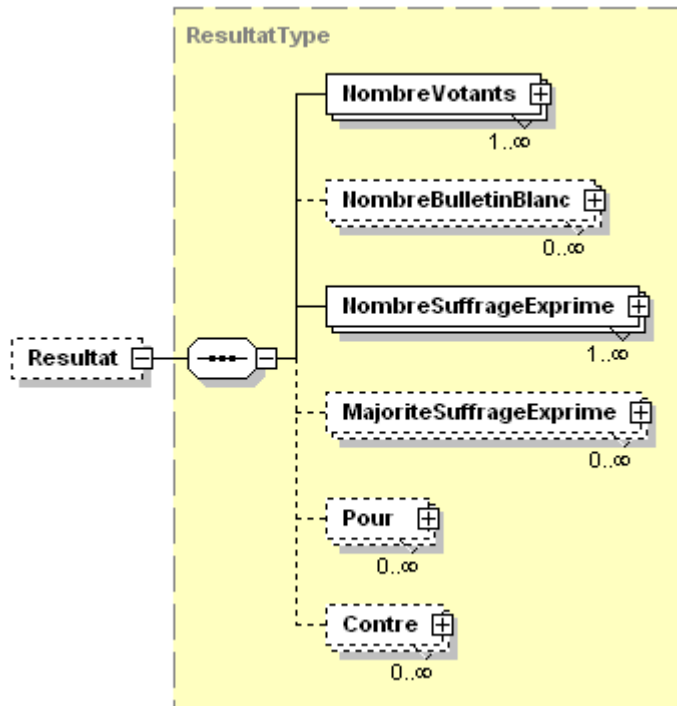 ResultatType
NombreVotants
1..∞
NombreBulletinBlanc
0..∞
NombreSuffrageExprime
1..∞
Resultat
MajoriteSuffrageExprime
0..∞
Pour
0..∞
Contre
0..∞